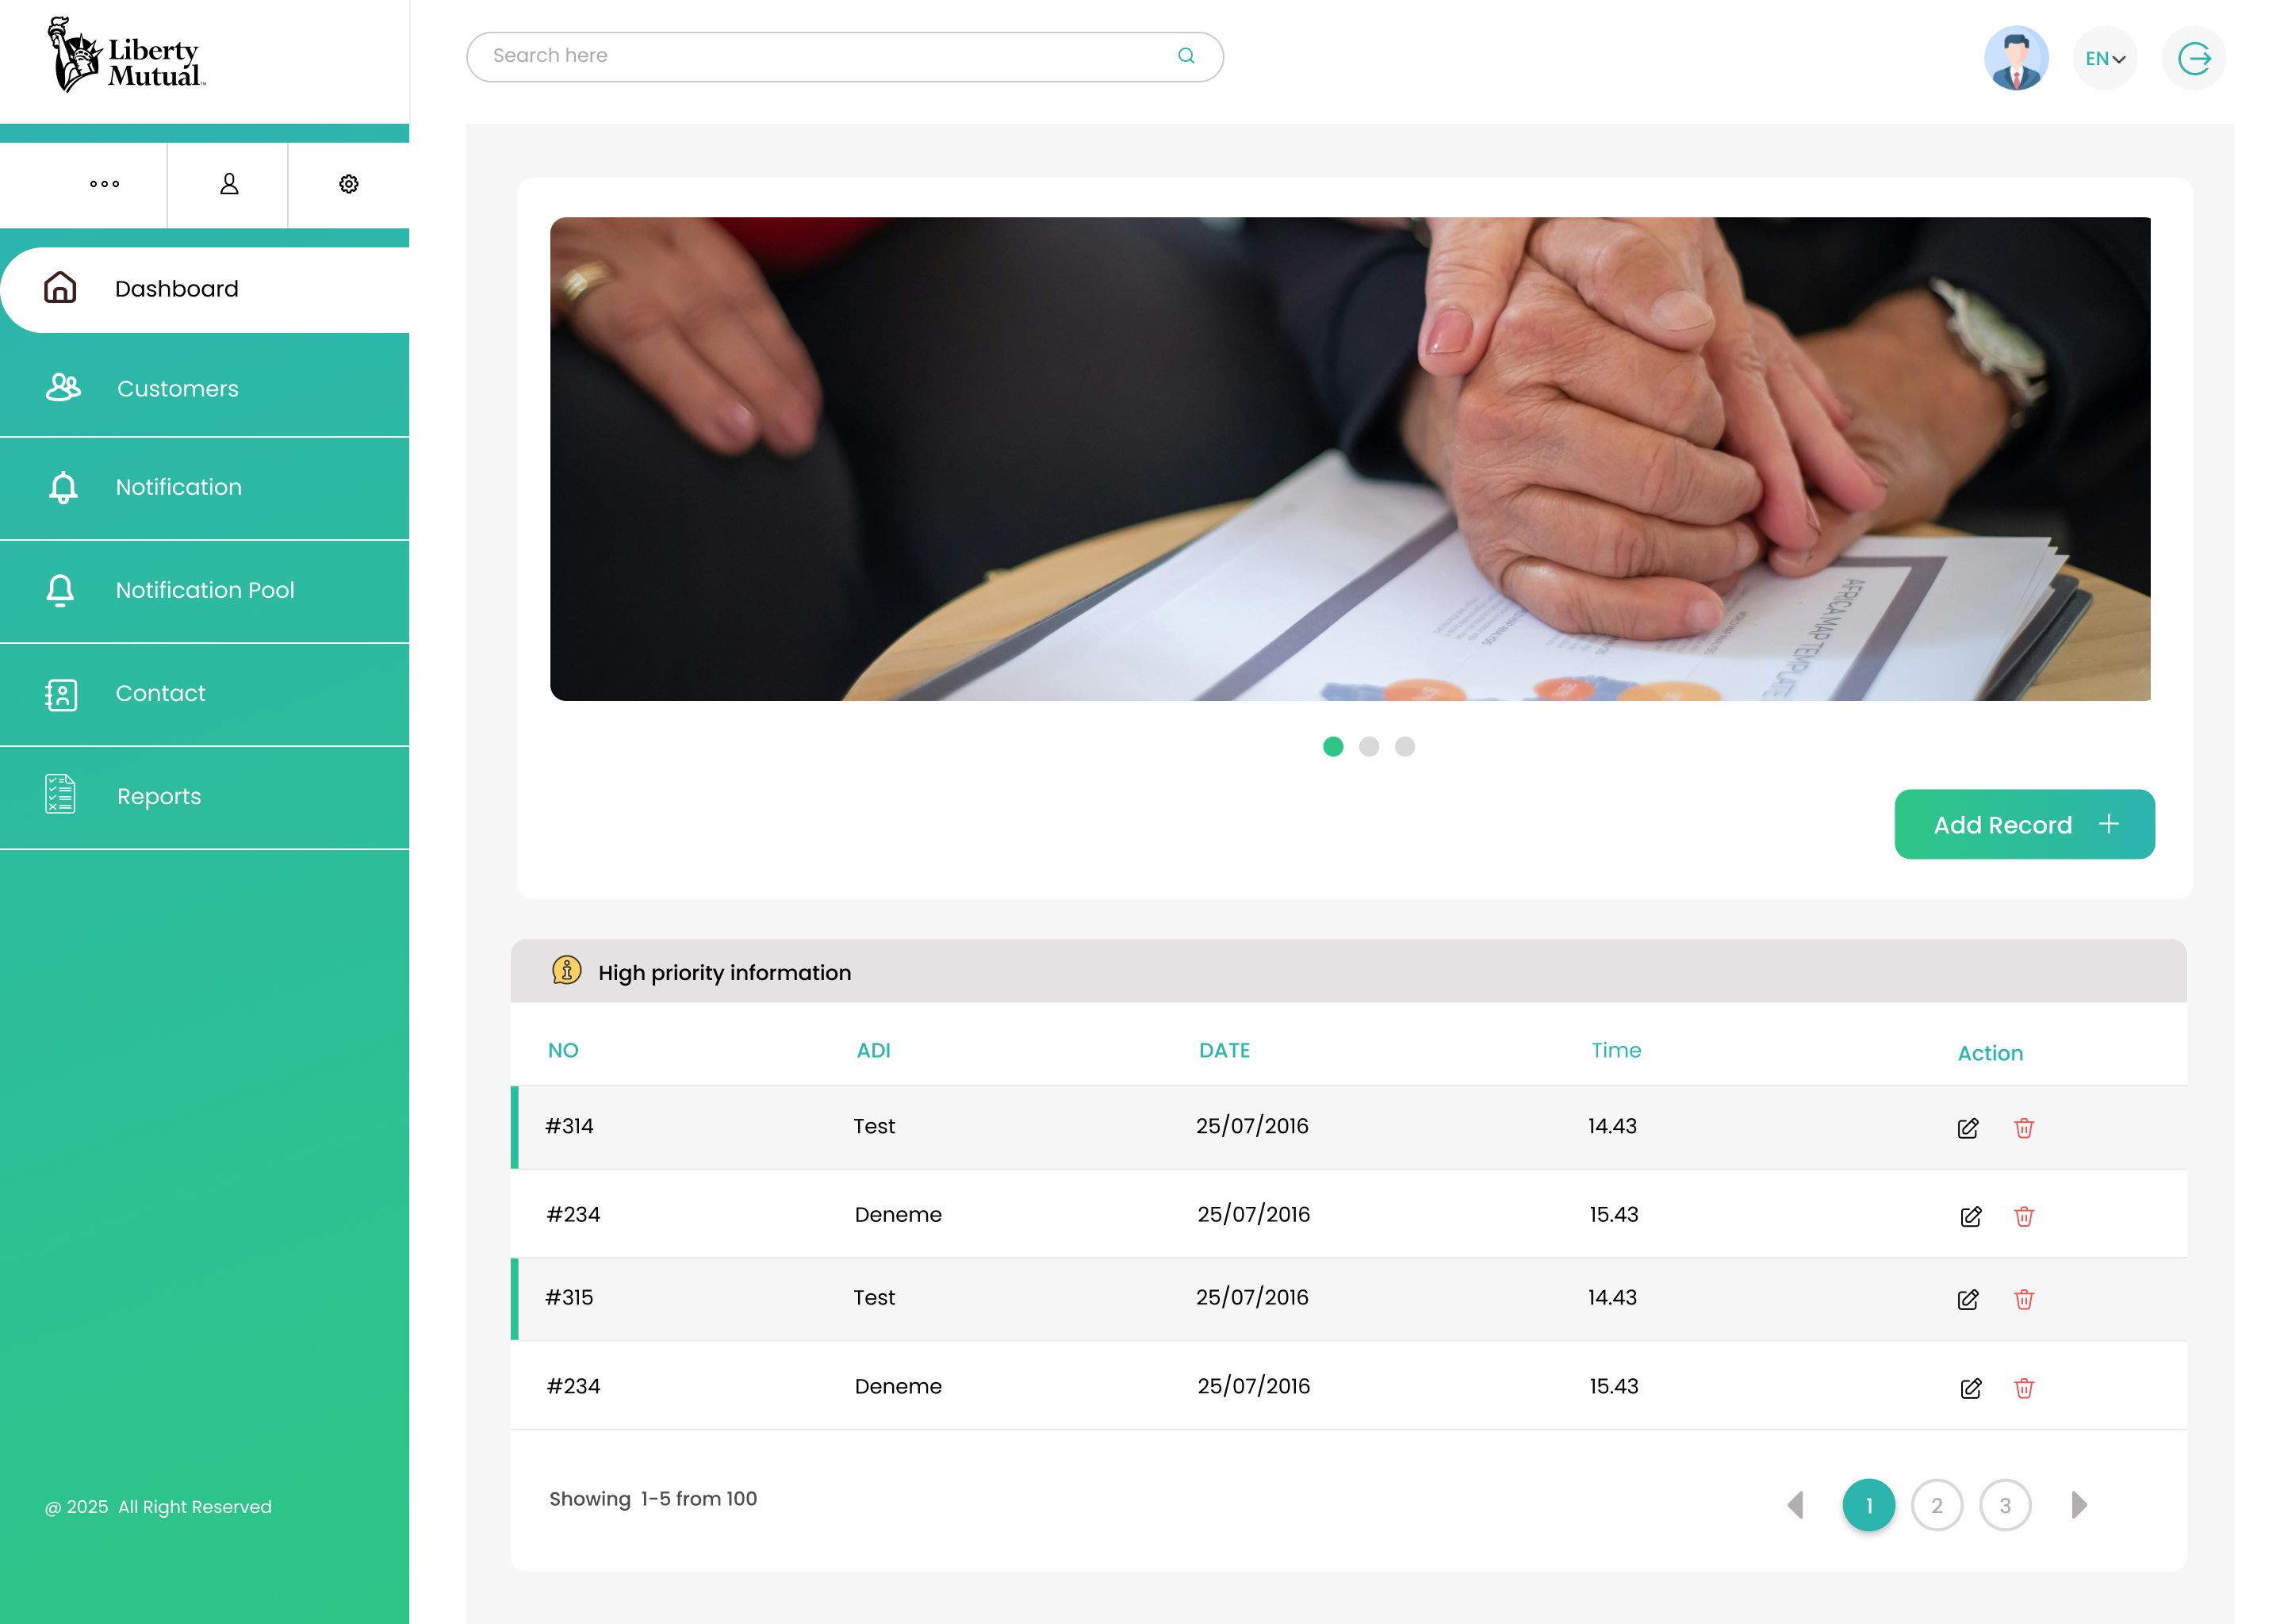 Liberty
Mutual™
Search here
EN
Dashboard
Customers
Notification
Notification Pool
Contact
Reports
@ 2025 All Right Reserved
AFRICA MAP TEMPLATE
Add Record
High priority information
NO ADI DATE Time Action
#314 Test 25/07/2016 14.43
#234 Deneme 25/07/2016 15.43
#315 Test 25/07/2016 14.43
#234 Deneme 25/07/2016 15.43
Showing 1-5 from 100
1 2 3